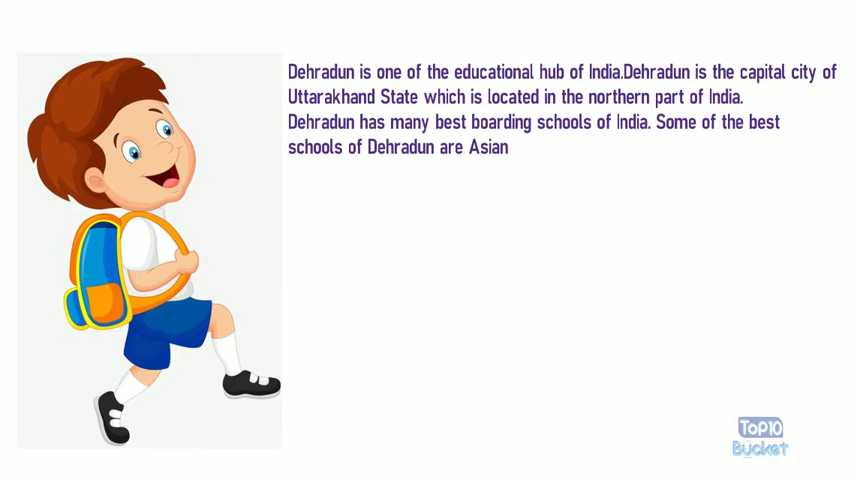 Dehradun is one of the educational hub of India.Dehradun is the capital city of
Uttarakhand State which is located in the northern part of India.
Dehradun has many best boarding schools of India. Some of the best
schools of Dehradun are Asian
Top10
Bucket